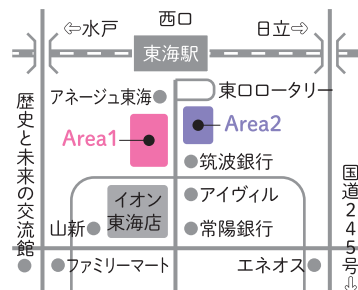 西口
⇦水戸
日立⇨
東海駅
アネージュ東海
東口ロータリー
Area1
Area2
筑波銀行
イオン
東海店
アイヴィル
山新
常陽銀行
ファミリーマート
エネオス
歴史と未来の交流館
国道245号⇨